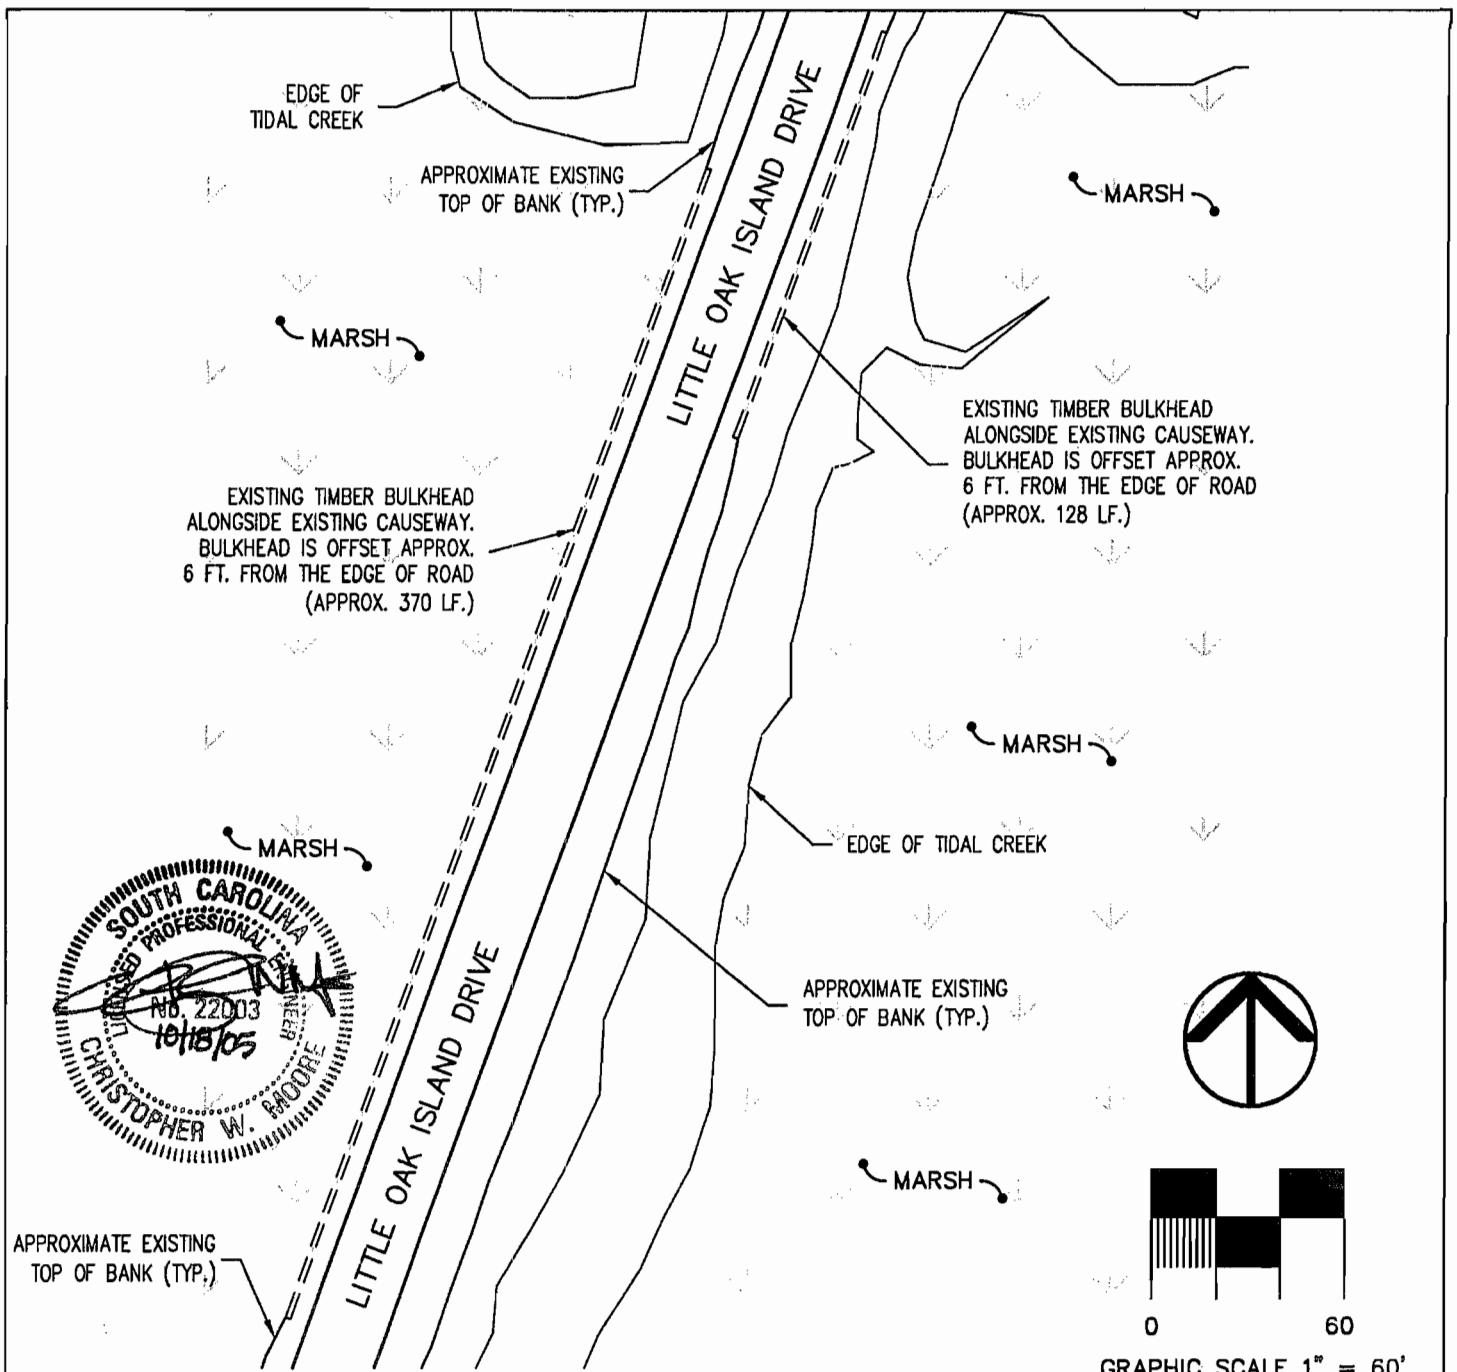 EDGE OF
TIDAL CREEK
APPROXIMATE EXISTING
TOP OF BANK (TYP.)
LITTLE OAK ISLAND DRIVE
MARSH
MARSH
EXISTING TIMBER BULKHEAD
ALONGSIDE EXISTING CAUSEWAY.
BULKHEAD IS OFFSET APPROX.
6 FT. FROM THE EDGE OF ROAD
(APPROX. 128 LF.)
EXISTING TIMBER BULKHEAD
ALONGSIDE EXISTING CAUSEWAY.
BULKHEAD IS OFFSET APPROX.
6 FT. FROM THE EDGE OF ROAD
(APPROX. 370 LF.)
MARSH
MARSH
EDGE OF TIDAL CREEK
SOUTH CAROLINA
LICENSED PROFESSIONAL ENGINEER
No. 22003
10/18/05
CHRISTOPHER W. MOORE
LITTLE OAK ISLAND DRIVE
APPROXIMATE EXISTING
TOP OF BANK (TYP.)
MARSH
APPROXIMATE EXISTING
TOP OF BANK (TYP.)
0 60
GRAPHIC SCALE 1" = 60'